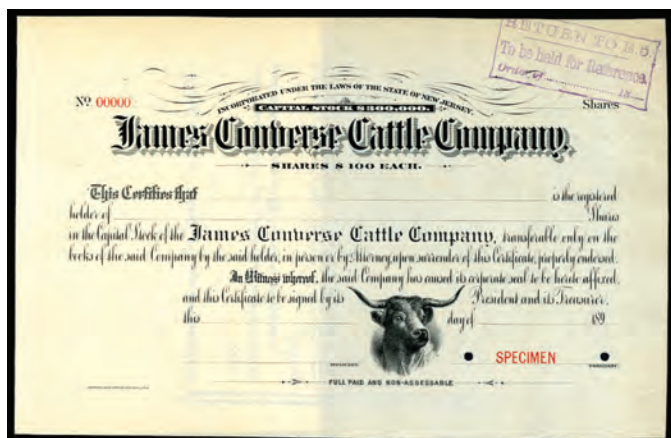 RETURN TO E.O.
To be held for Reference.
Order of 18
INCORPORATED UNDER THE LAWS OF THE STATE OF NEW JERSEY.
No 00000 CAPITAL STOCK $300,000. Shares
James Converse Cattle Company.
SHARES $100 EACH.
This Certifies that is the registered
holder of Shares
in the Capital Stock of the James Converse Cattle Company, transferable only on the
books of the said Company by the said holder, in person or by Attorney, upon surrender of this Certificate, properly endorsed.
In Witness whereof, the said Company has caused its corporate seal to be hereto affixed,
and this Certificate to be signed by its President and its Treasurer,
this day of 189
SPECIMEN
FULL PAID AND NON-ASSESSABLE